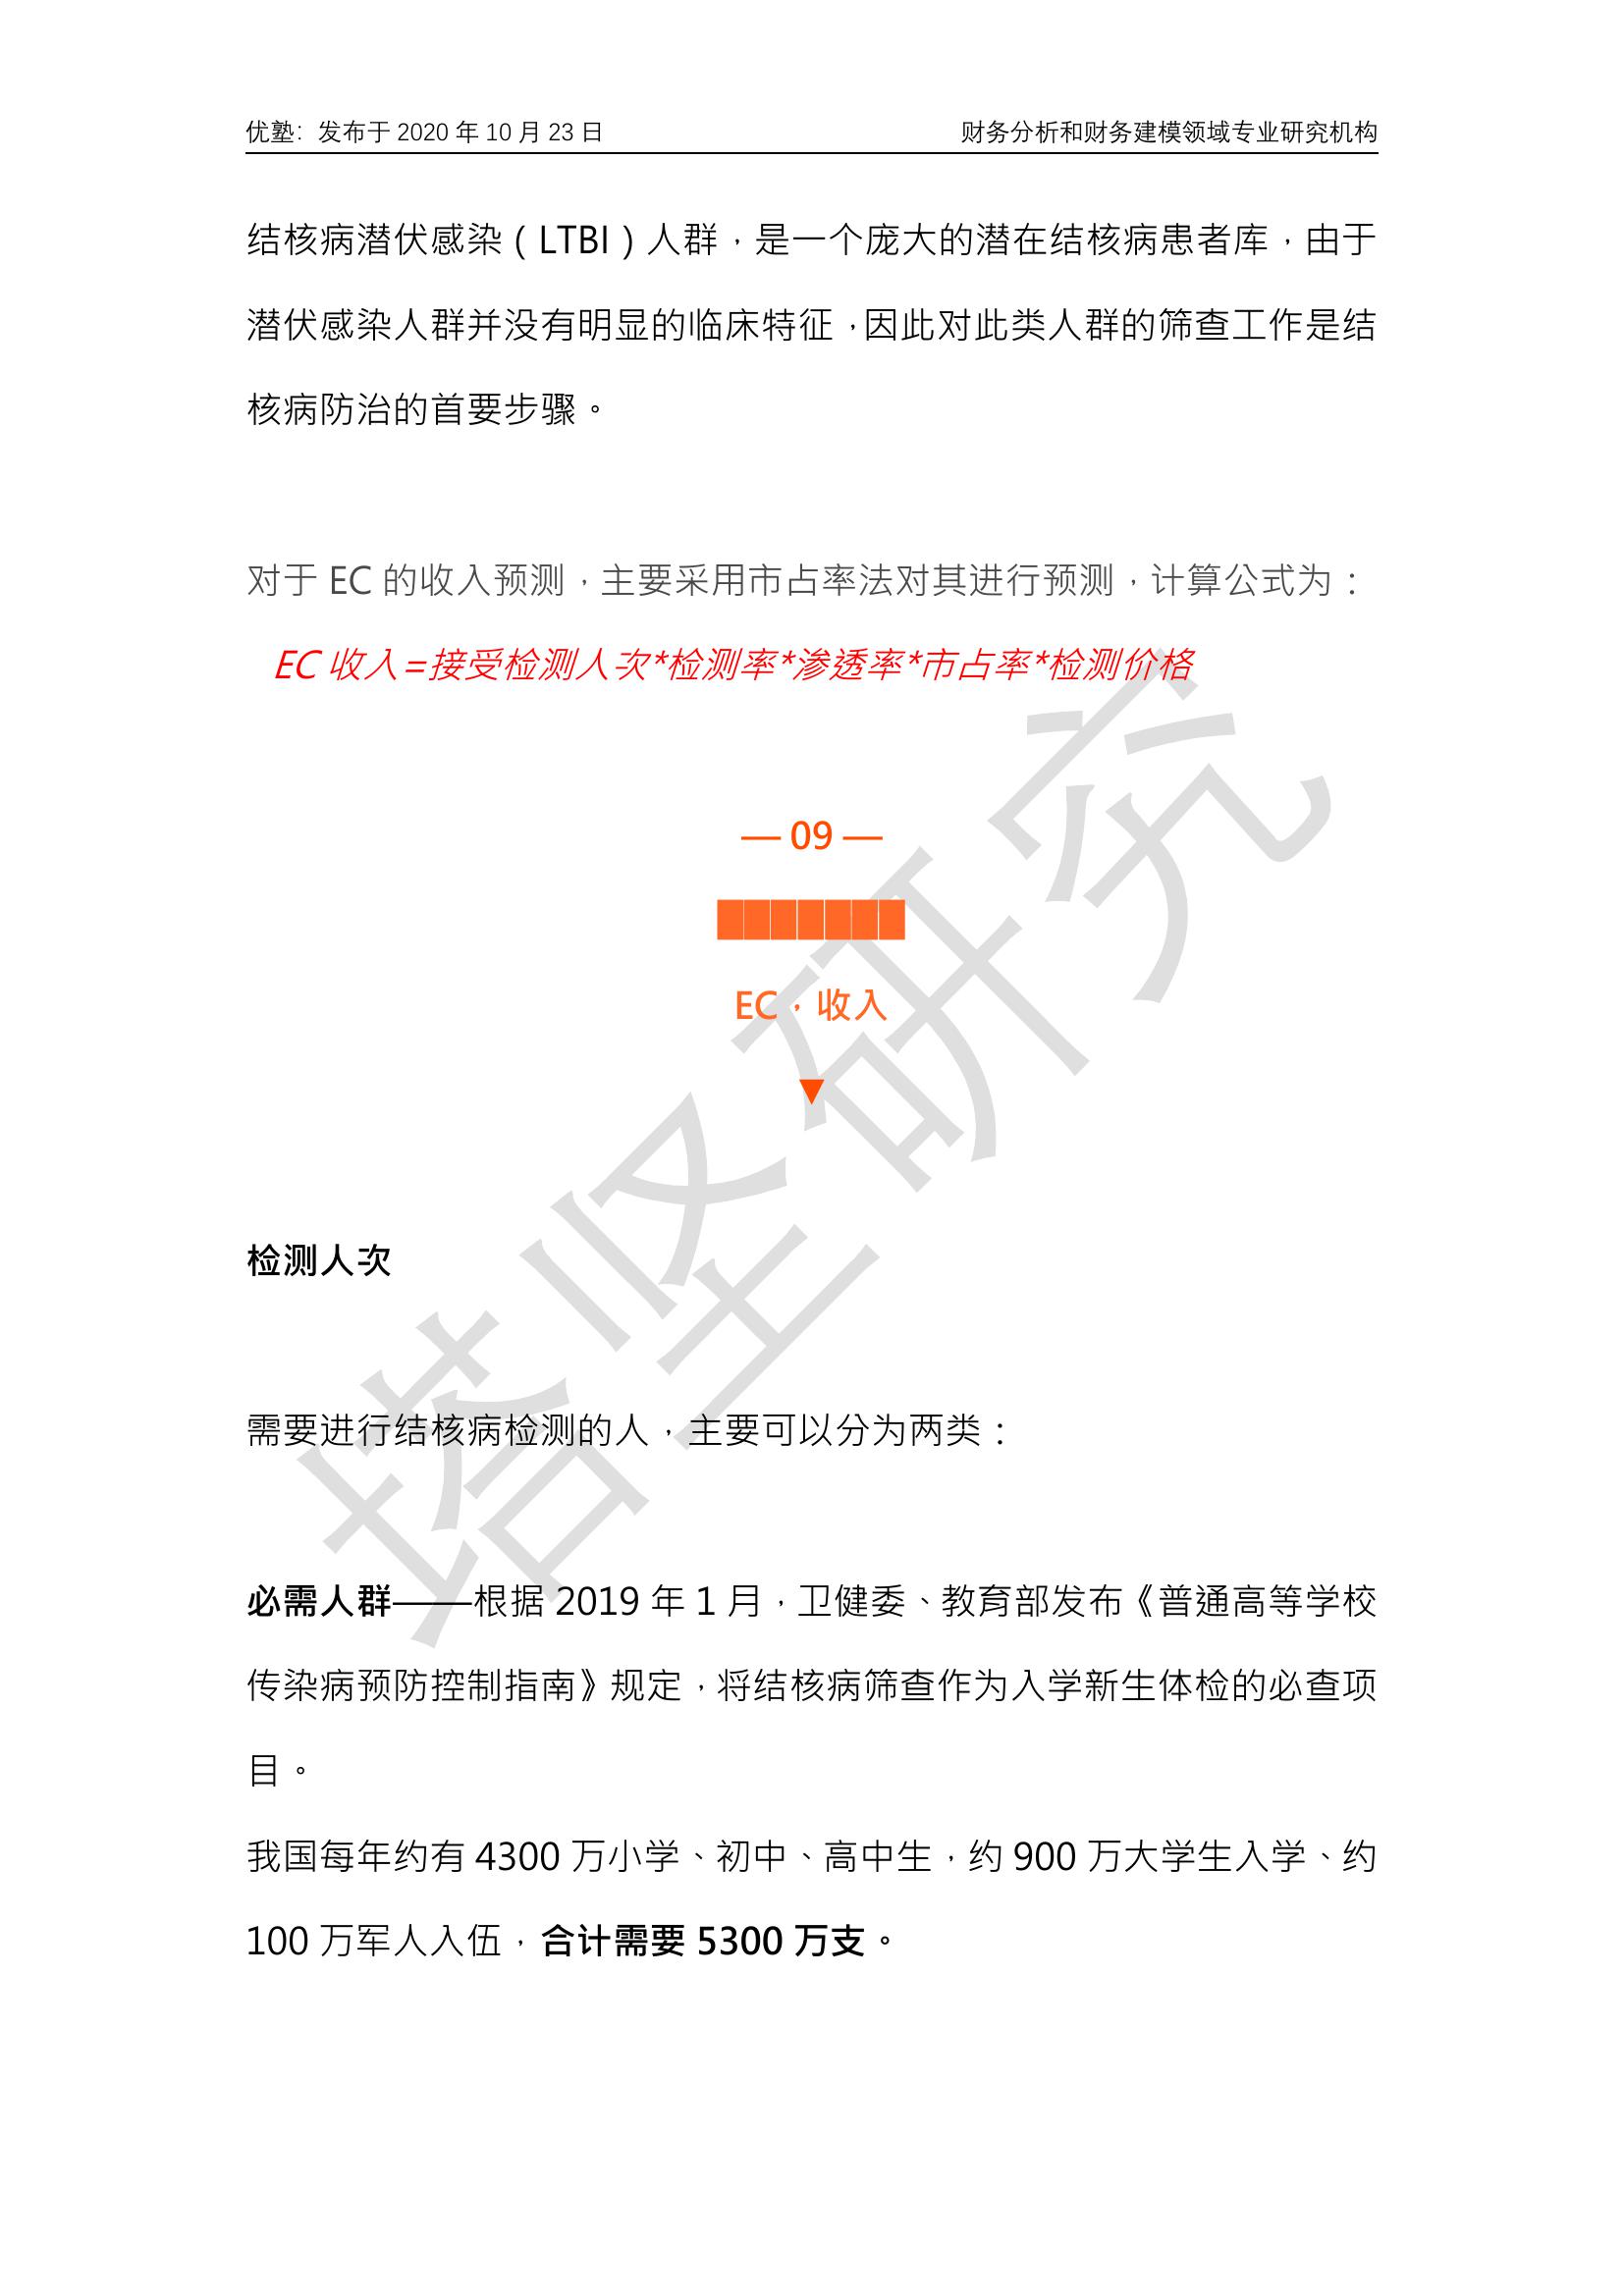 优塾：发布于 2020 年 10 月 23 日 财务分析和财务建模领域专业研究机构
结核病潜伏感染（LTBI）人群，是一个庞大的潜在结核病患者库，由于
潜伏感染人群并没有明显的临床特征，因此对此类人群的筛查工作是结
核病防治的首要步骤。
对于 EC 的收入预测，主要采用市占率法对其进行预测，计算公式为：
EC 收入=接受检测人次*检测率*渗透率*市占率*检测价格
— 09 —
EC，收入
▼
检测人次
需要进行结核病检测的人，主要可以分为两类：
必需人群——根据 2019 年 1 月，卫健委、教育部发布《普通高等学校
传染病预防控制指南》规定，将结核病筛查作为入学新生体检的必查项
目。
我国每年约有 4300 万小学、初中、高中生，约 900 万大学生入学、约
100 万军人入伍，合计需要 5300 万支。
塔坚研究